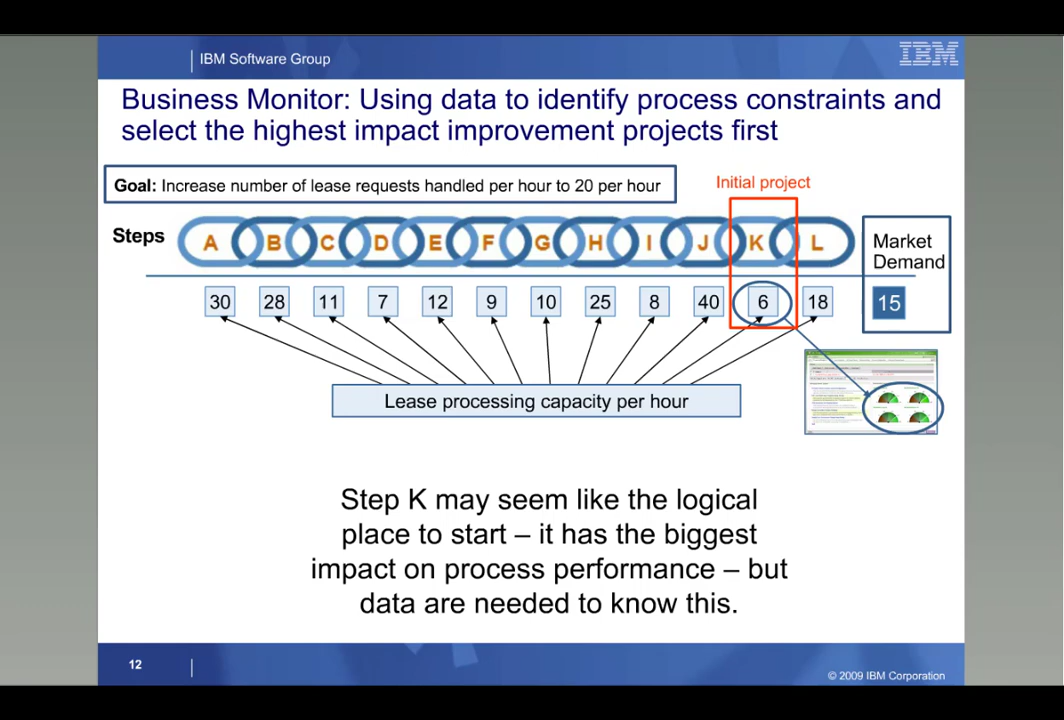 IBM Software Group
IBM
Business Monitor: Using data to identify process constraints and
select the highest impact improvement projects first
Goal: Increase number of lease requests handled per hour to 20 per hour
Initial project
Steps
A B C D E F G H I J K L
Market
Demand
30 28 11 7 12 9 10 25 8 40 6 18 15
Lease processing capacity per hour
Step K may seem like the logical
place to start – it has the biggest
impact on process performance – but
data are needed to know this.
12
© 2009 IBM Corporation